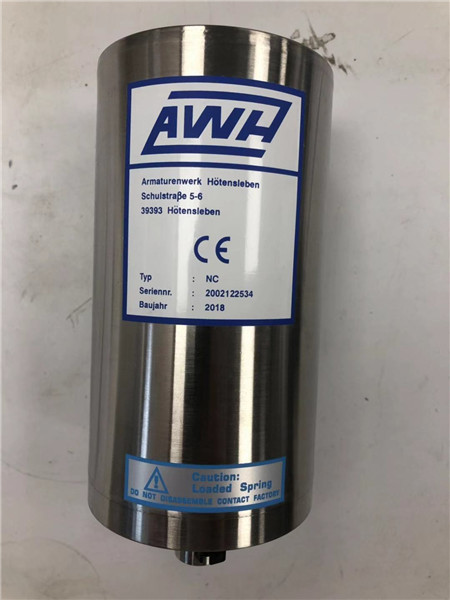 AWH
Armaturenwerk Hötensleben
Schulstraße 5-6
39393 Hötensleben
CE
Typ : NC
Seriennr. : 2002122534
Baujahr : 2018
Caution:
Loaded Spring
DO NOT DISASSEMBLE CONTACT FACTORY